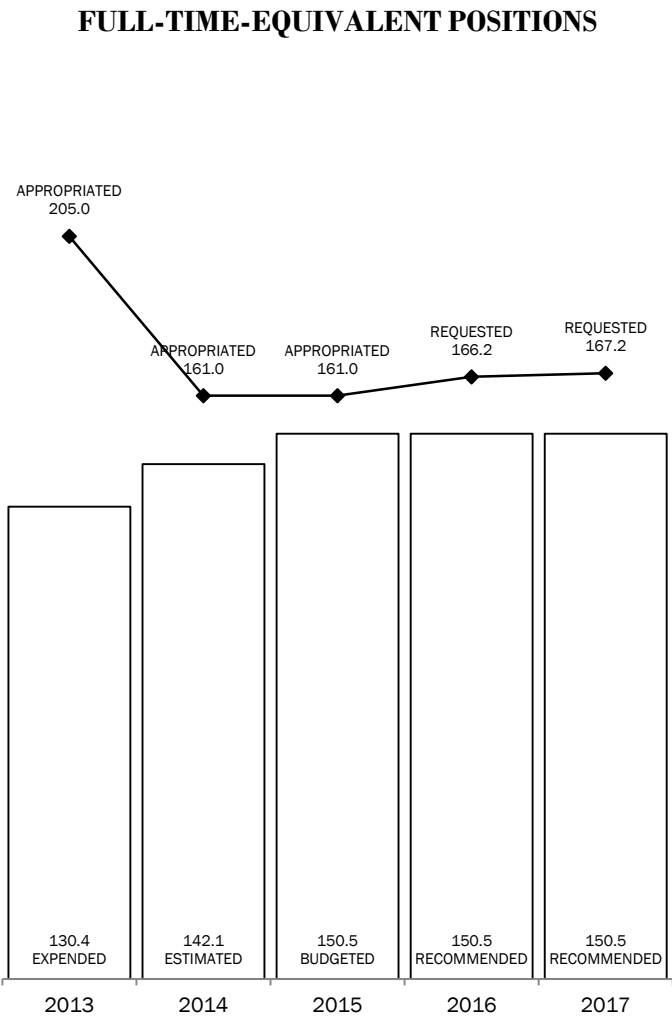 FULL-TIME-EQUIVALENT POSITIONS
APPROPRIATED
205.0
APPROPRIATED
161.0
APPROPRIATED
161.0
REQUESTED
166.2
REQUESTED
167.2
130.4
EXPENDED
142.1
ESTIMATED
150.5
BUDGETED
150.5
RECOMMENDED
150.5
RECOMMENDED
2013
2014
2015
2016
2017